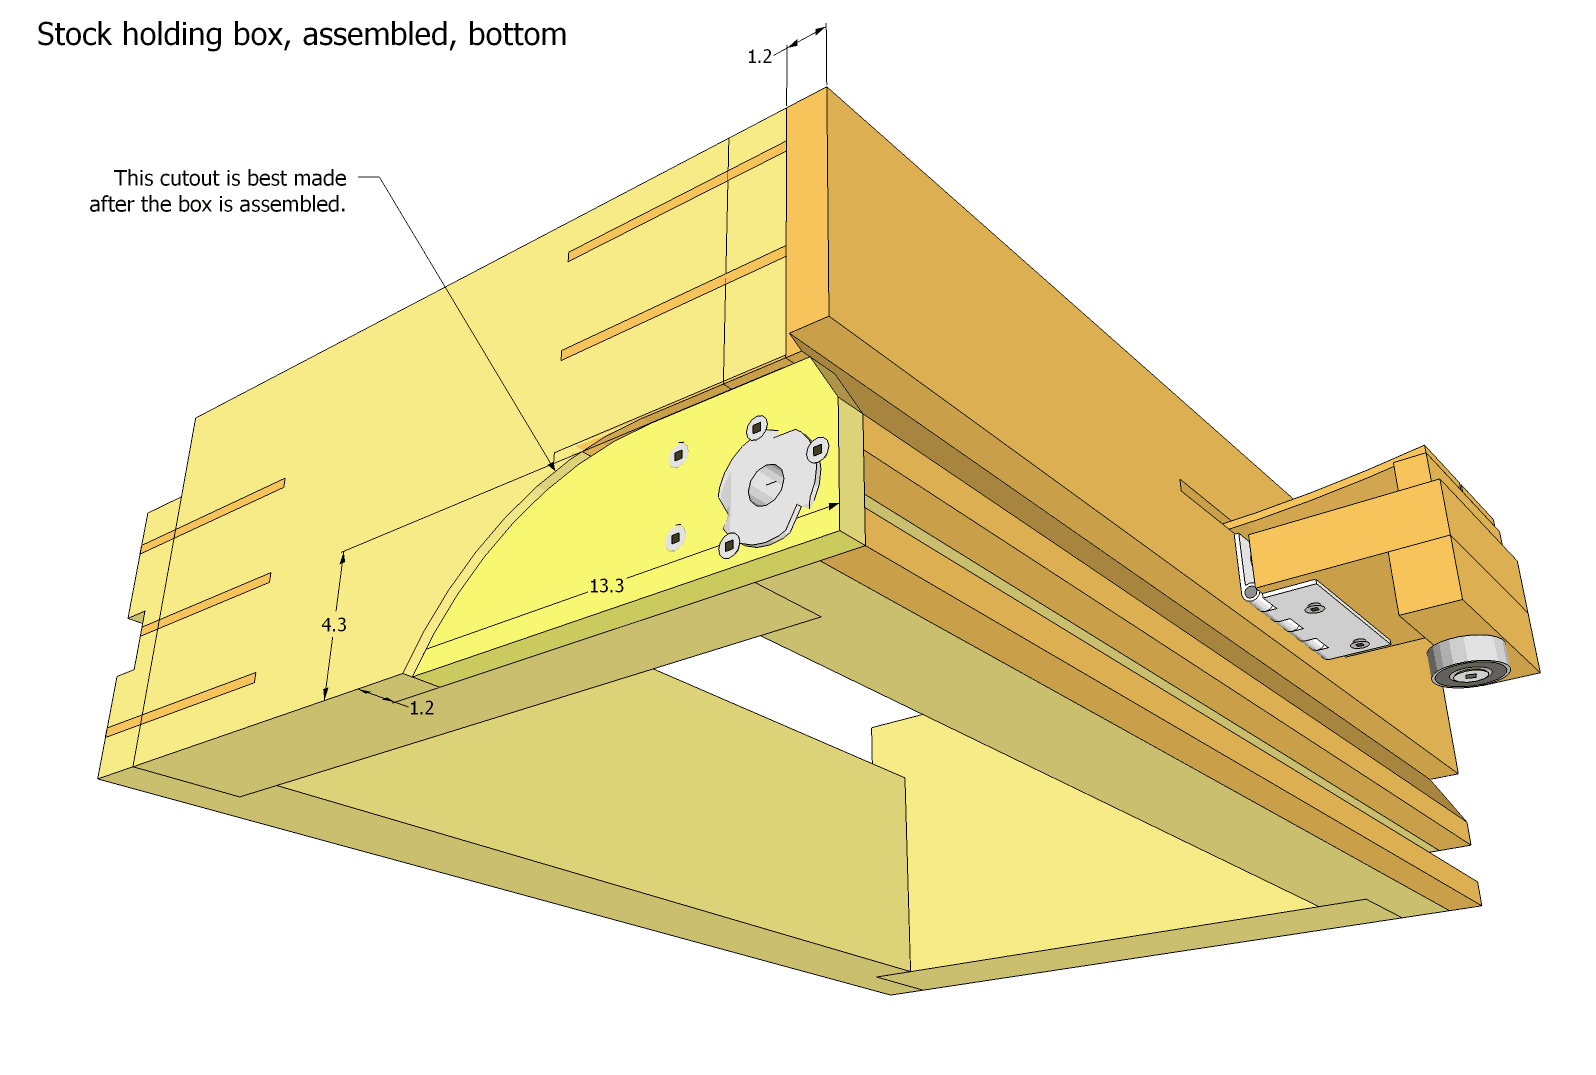 Stock holding box, assembled, bottom
1.2
This cutout is best made
after the box is assembled.
13.3
4.3
1.2